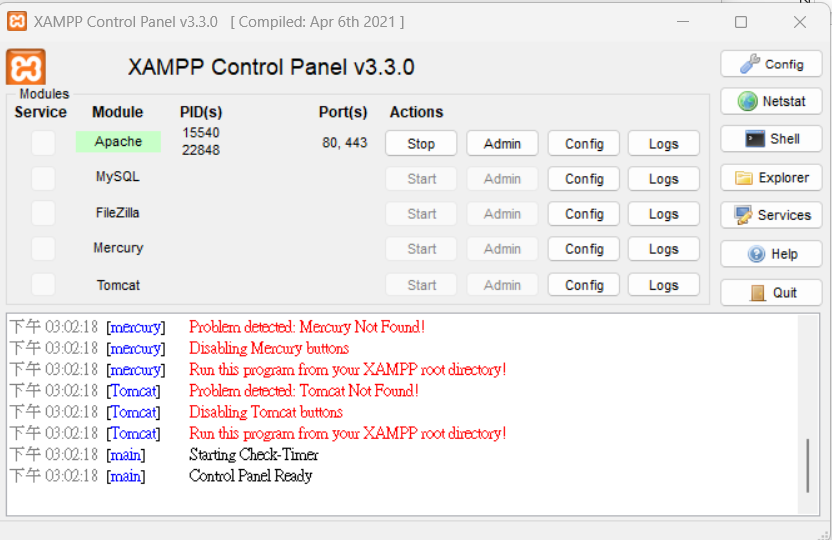 XAMPP Control Panel v3.3.0 [ Compiled: Apr 6th 2021 ]
XAMPP Control Panel v3.3.0
Config
Modules
Service Module PID(s) Port(s) Actions
Netstat
Apache 15540 22848 80, 443 Stop Admin Config Logs
Shell
MySQL Start Admin Config Logs
Explorer
FileZilla Start Admin Config Logs
Services
Mercury Start Admin Config Logs
Help
Tomcat Start Admin Config Logs
Quit
下午 03:02:18 [mercury] Problem detected: Mercury Not Found!
下午 03:02:18 [mercury] Disabling Mercury buttons
下午 03:02:18 [mercury] Run this program from your XAMPP root directory!
下午 03:02:18 [Tomcat] Problem detected: Tomcat Not Found!
下午 03:02:18 [Tomcat] Disabling Tomcat buttons
下午 03:02:18 [Tomcat] Run this program from your XAMPP root directory!
下午 03:02:18 [main] Starting Check-Timer
下午 03:02:18 [main] Control Panel Ready